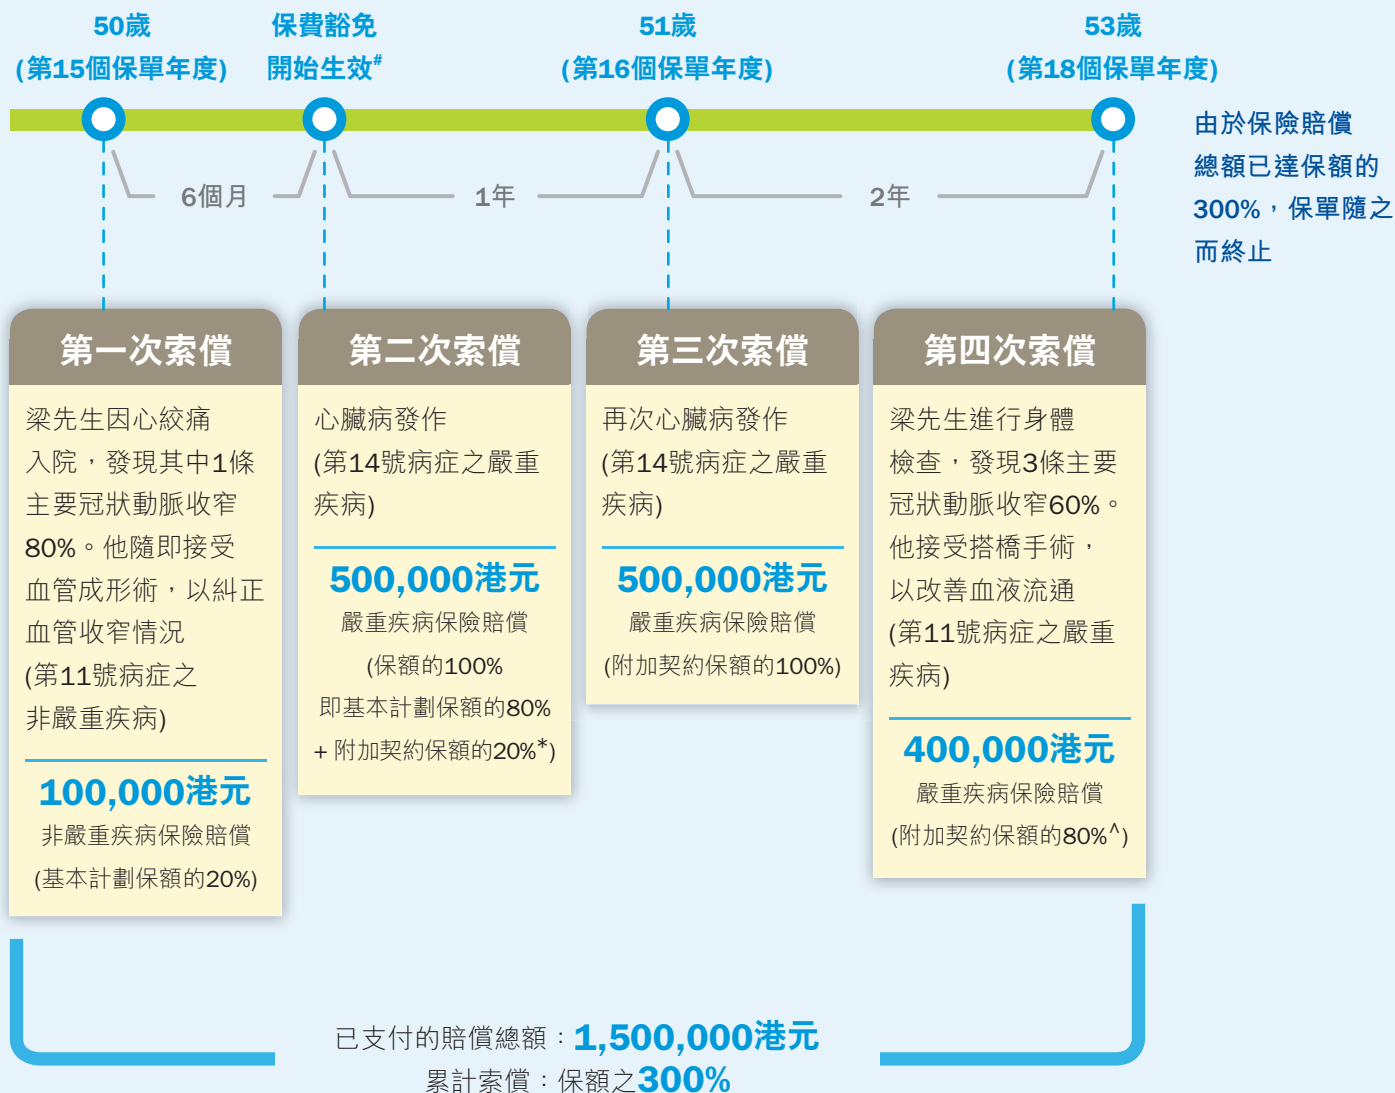 50歲
(第15個保單年度)
保費豁免
開始生效#
51歲
(第16個保單年度)
53歲
(第18個保單年度)
6個月
1年
2年
由於保險賠償
總額已達保額的
300%，保單隨之
而終止
第一次索償
梁先生因心絞痛
入院，發現其中1條
主要冠狀動脈收窄
80%。他隨即接受
血管成形術，以糾正
血管收窄情況
(第11號病症之
非嚴重疾病)
100,000港元
非嚴重疾病保險賠償
(基本計劃保額的20%)
第二次索償
心臟病發作
(第14號病症之嚴重
疾病)
500,000港元
嚴重疾病保險賠償
(保額的100%
即基本計劃保額的80%
+ 附加契約保額的20%*)
第三次索償
再次心臟病發作
(第14號病症之嚴重
疾病)
500,000港元
嚴重疾病保險賠償
(附加契約保額的100%)
第四次索償
梁先生進行身體
檢查，發現3條主要
冠狀動脈收窄60%。
他接受搭橋手術，
以改善血液流通
(第11號病症之嚴重
疾病)
400,000港元
嚴重疾病保險賠償
(附加契約保額的80%^)
已支付的賠償總額：1,500,000港元
累計索償：保額之300%